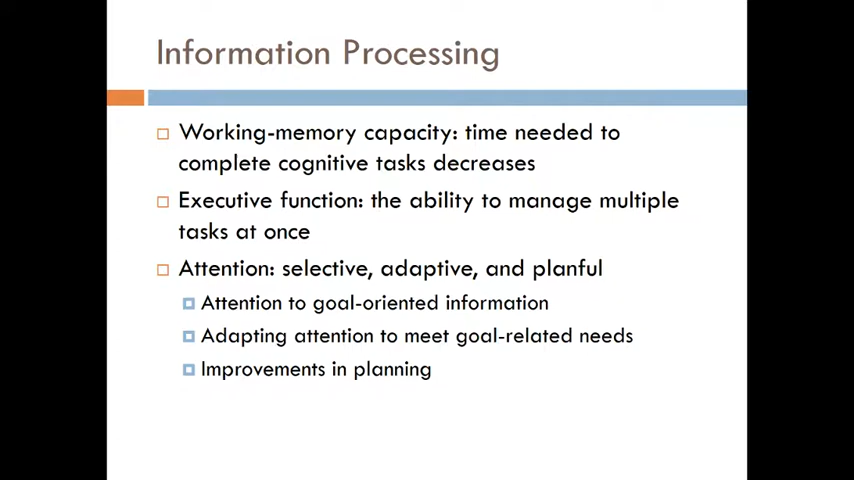 Information Processing
Working-memory capacity: time needed to
complete cognitive tasks decreases
Executive function: the ability to manage multiple
tasks at once
Attention: selective, adaptive, and planful
Attention to goal-oriented information
Adapting attention to meet goal-related needs
Improvements in planning